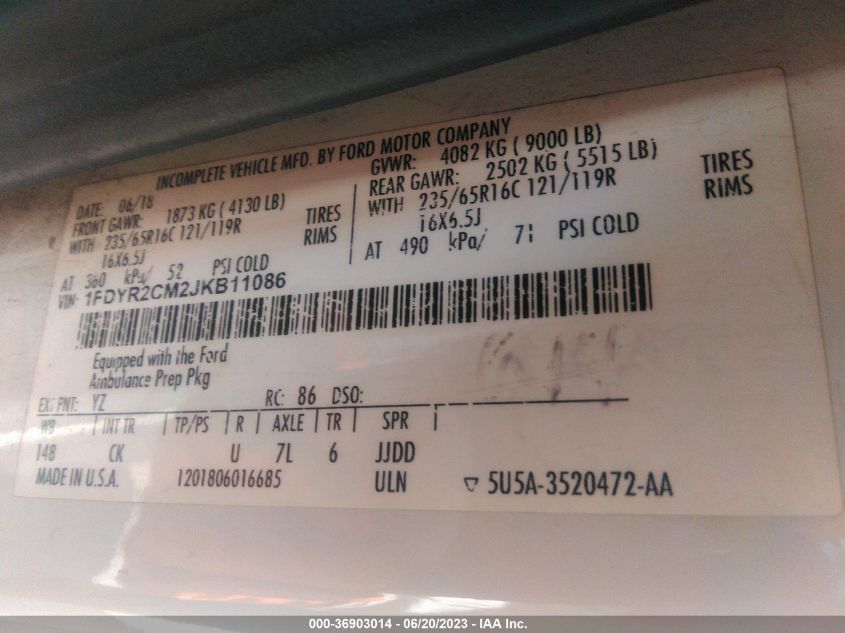 INCOMPLETE VEHICLE MFD. BY FORD MOTOR COMPANY
DATE: 06/18
GVWR: 4082 KG ( 9000 LB)
FRONT GAWR: 1873 KG ( 4130 LB)
REAR GAWR: 2502 KG ( 5515 LB)
WITH 235/65R16C 121/119R TIRES
WITH 235/65R16C 121/119R TIRES
16X6.5J RIMS
16X6.5J RIMS
AT 360 kPa/ 52 PSI COLD
AT 490 kPa/ 71 PSI COLD
VIN: 1FDYR2CM2JKB11086
Equipped with the Ford
Ambulance Prep Pkg
EXT PNT: YZ RC: 86 DSO:
WB INT TR TP/PS R AXLE TR SPR
148 CK U 7L 6 JJDD
MADE IN U.S.A. 1201806016685 ULN 5U5A-3520472-AA
000-36903014 - 06/20/2023 - IAA Inc.